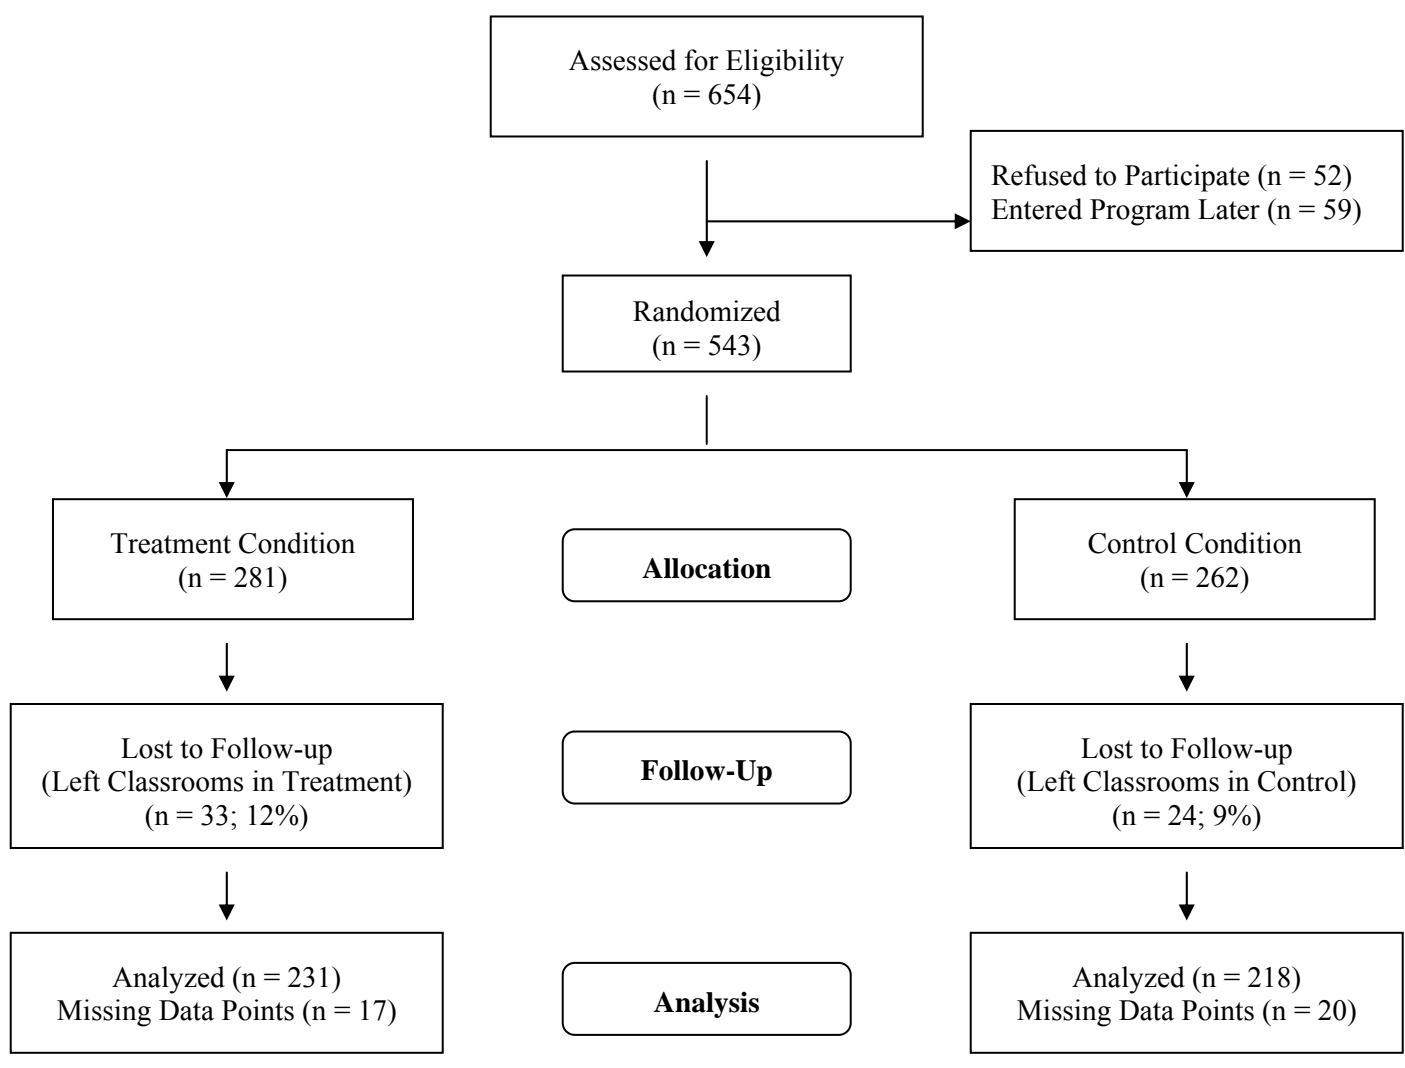 Assessed for Eligibility
(n = 654)
Refused to Participate (n = 52)
Entered Program Later (n = 59)
Randomized
(n = 543)
Treatment Condition
(n = 281)
Allocation
Control Condition
(n = 262)
Lost to Follow-up
(Left Classrooms in Treatment)
(n = 33; 12%)
Follow-Up
Lost to Follow-up
(Left Classrooms in Control)
(n = 24; 9%)
Analyzed (n = 231)
Missing Data Points (n = 17)
Analysis
Analyzed (n = 218)
Missing Data Points (n = 20)